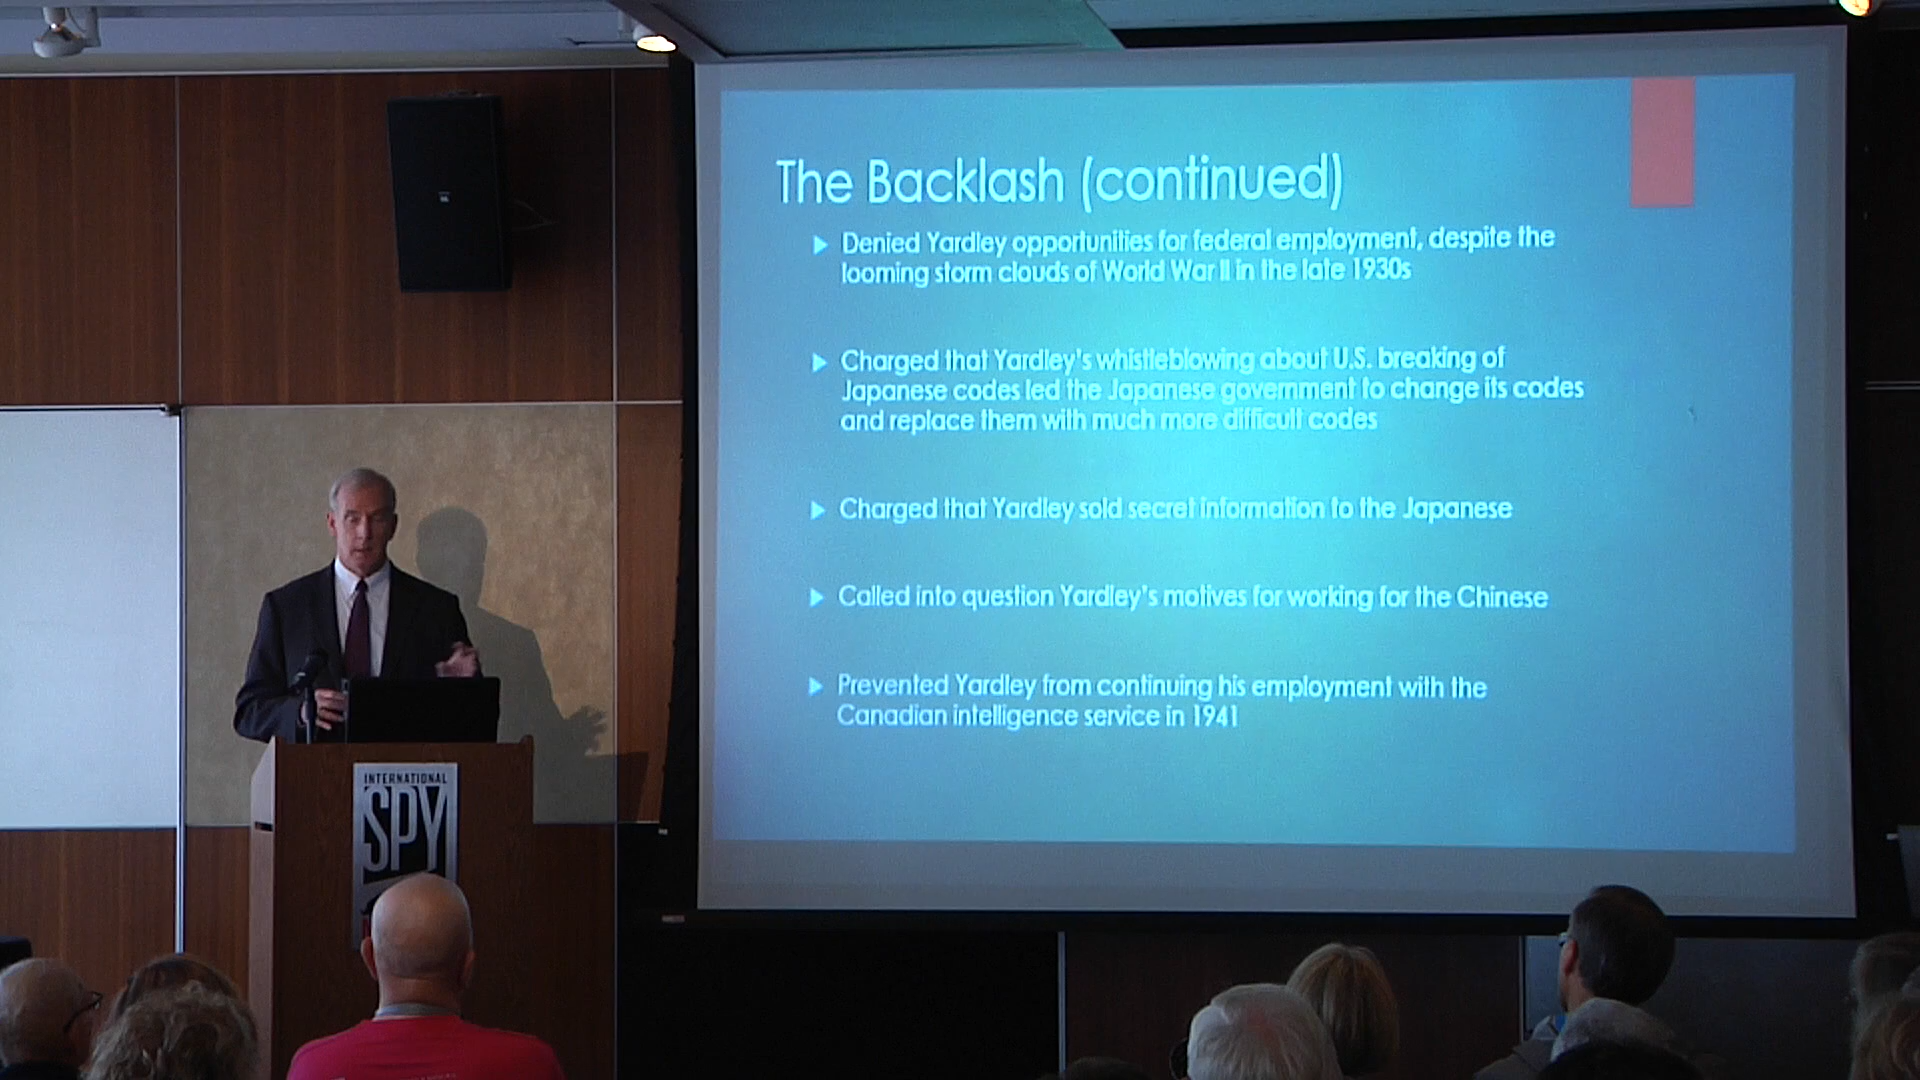 The Backlash (continued)
Denied Yardley opportunities for federal employment, despite the
looming storm clouds of World War II in the late 1930s
Charged that Yardley's whistleblowing about U.S. breaking of
Japanese codes led the Japanese government to change its codes
and replace them with much more difficult codes
Charged that Yardley sold secret information to the Japanese
Called into question Yardley's motives for working for the Chinese
Prevented Yardley from continuing his employment with the
Canadian intelligence service in 1941
INTERNATIONAL
SPY